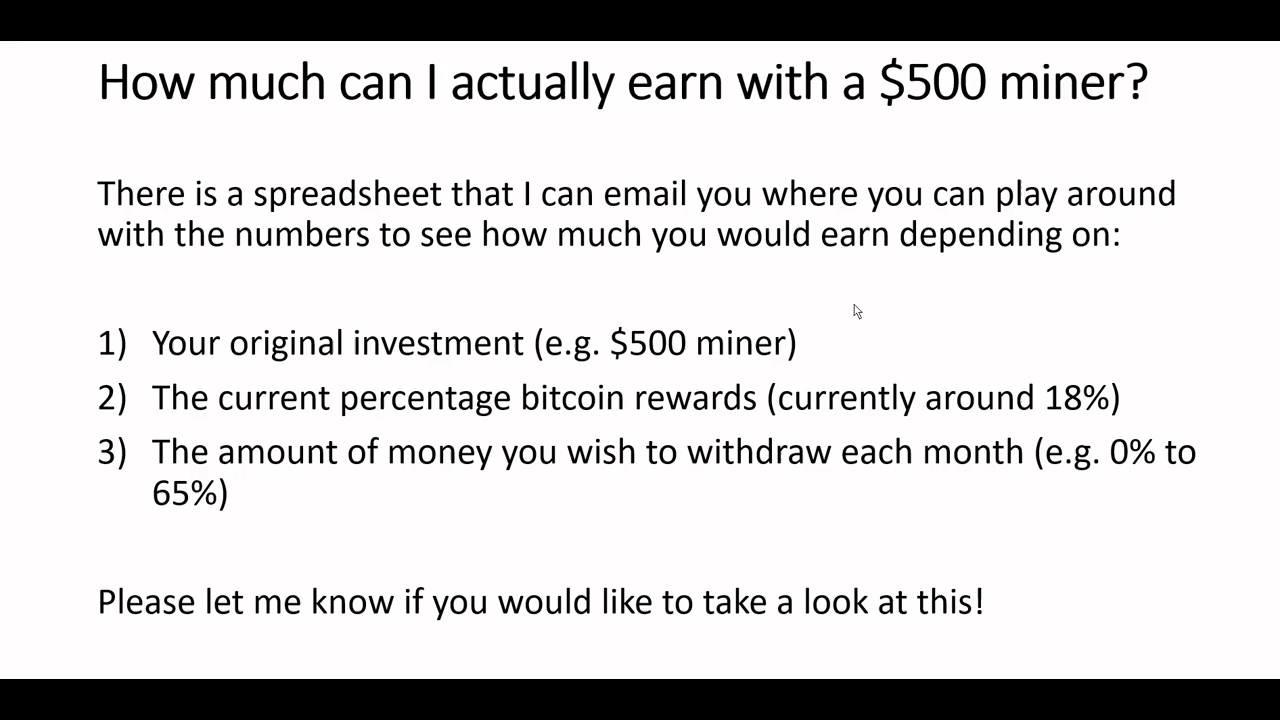 How much can I actually earn with a $500 miner?
There is a spreadsheet that I can email you where you can play around
with the numbers to see how much you would earn depending on:
1) Your original investment (e.g. $500 miner)
2) The current percentage bitcoin rewards (currently around 18%)
3) The amount of money you wish to withdraw each month (e.g. 0% to
65%)
Please let me know if you would like to take a look at this!